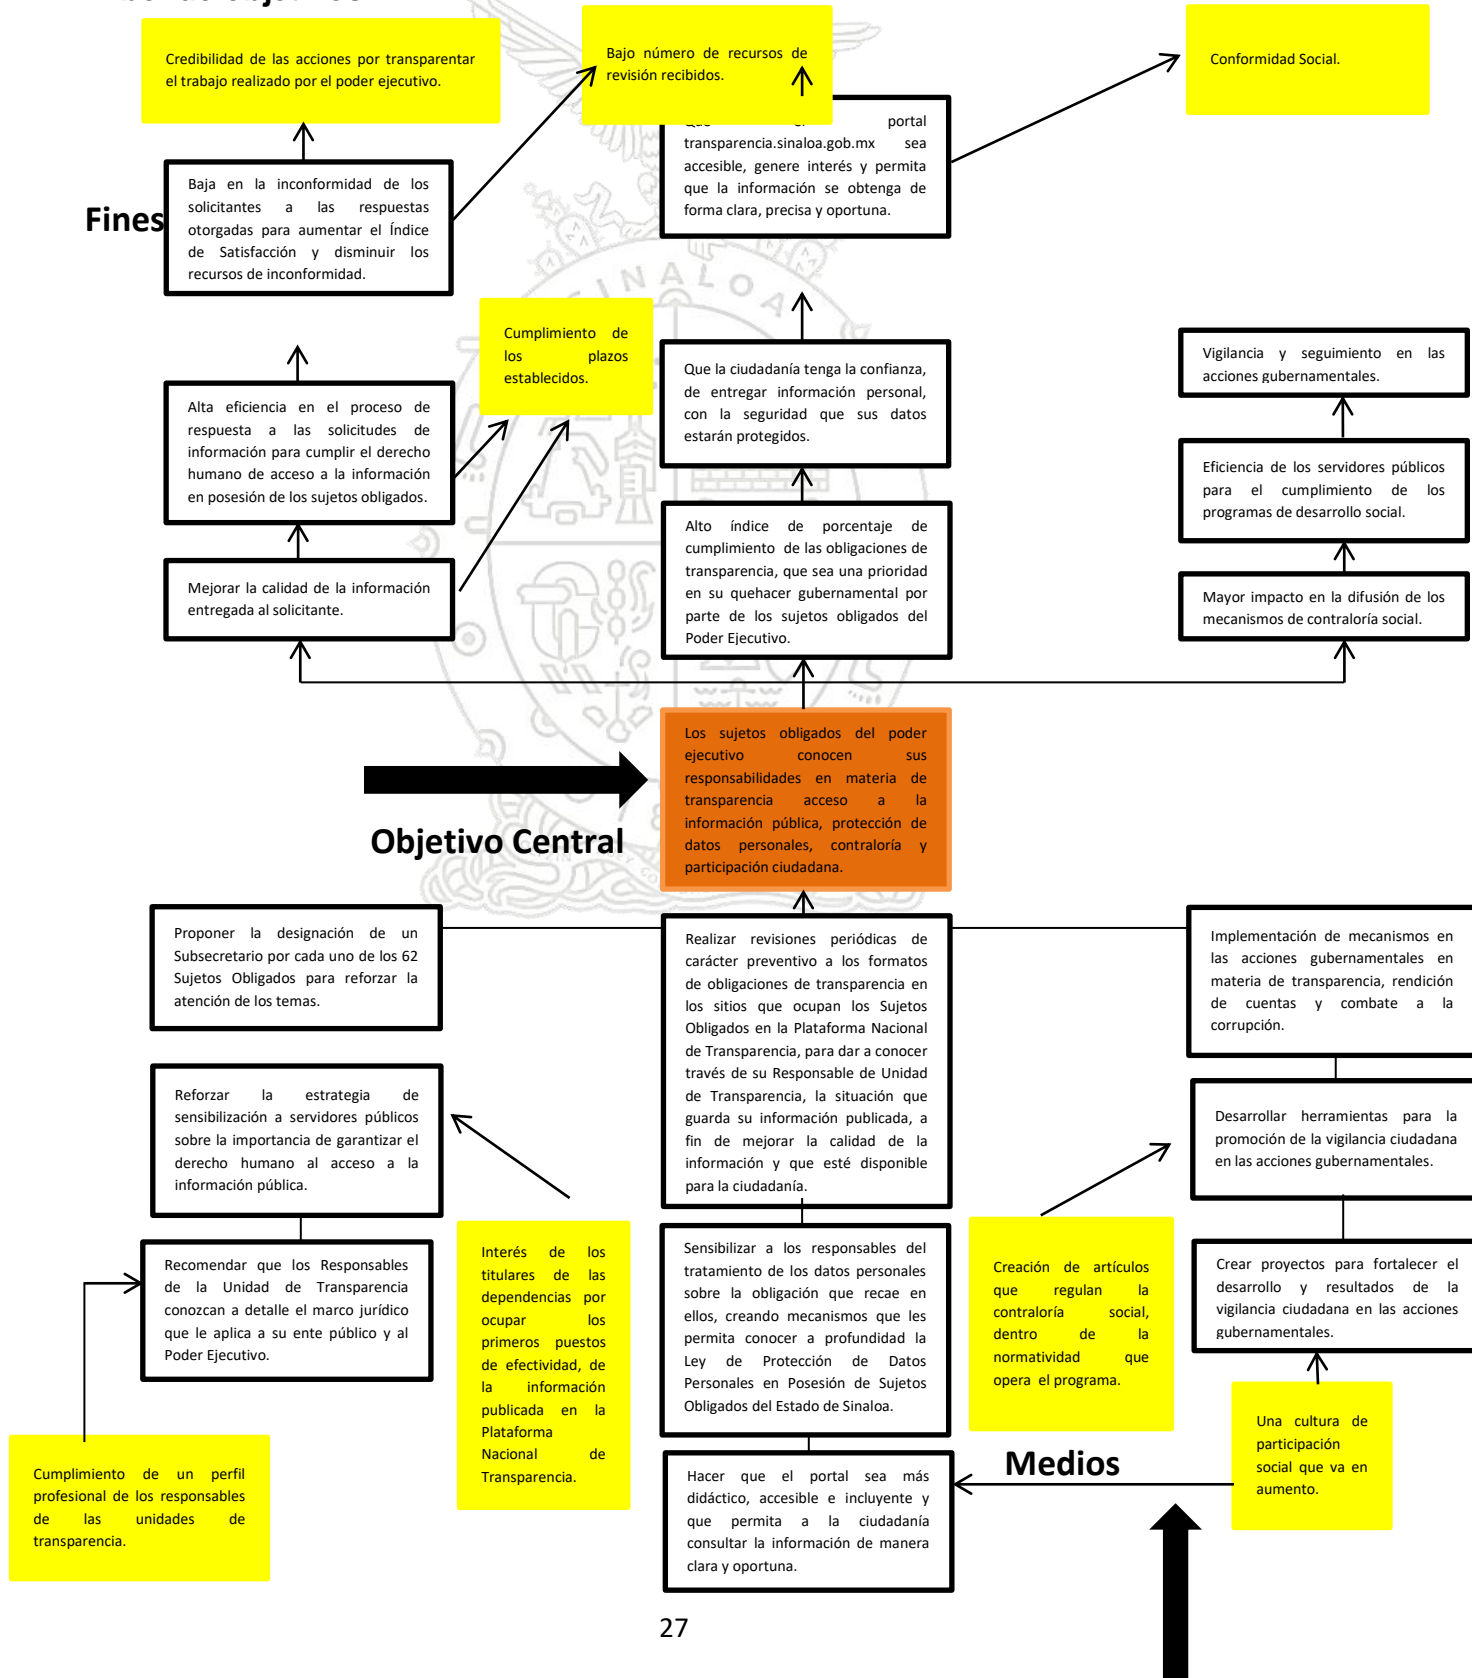 Credibilidad de las acciones por transparentar
el trabajo realizado por el poder ejecutivo.
Bajo número de recursos de
revisión recibidos.
Conformidad Social.
portal
transparencia.sinaloa.gob.mx sea
accesible, genere interés y permita
que la información se obtenga de
forma clara, precisa y oportuna.
Fines
Baja en la inconformidad de los
solicitantes a las respuestas
otorgadas para aumentar el Índice
de Satisfacción y disminuir los
recursos de inconformidad.
SINALOA
Cumplimiento de
los plazos
establecidos.
Que la ciudadanía tenga la confianza,
de entregar información personal,
con la seguridad que sus datos
estarán protegidos.
Vigilancia y seguimiento en las
acciones gubernamentales.
Alta eficiencia en el proceso de
respuesta a las solicitudes de
información para cumplir el derecho
humano de acceso a la información
en posesión de los sujetos obligados.
Eficiencia de los servidores públicos
para el cumplimiento de los
programas de desarrollo social.
Alto índice de porcentaje de
cumplimiento de las obligaciones de
transparencia, que sea una prioridad
en su quehacer gubernamental por
parte de los sujetos obligados del
Poder Ejecutivo.
Mejorar la calidad de la información
entregada al solicitante.
Mayor impacto en la difusión de los
mecanismos de contraloría social.
Los sujetos obligados del poder
ejecutivo conocen sus
responsabilidades en materia de
transparencia acceso a la
información pública, protección de
datos personales, contraloría y
participación ciudadana.
Objetivo Central
Proponer la designación de un
Subsecretario por cada uno de los 62
Sujetos Obligados para reforzar la
atención de los temas.
Realizar revisiones periódicas de
carácter preventivo a los formatos
de obligaciones de transparencia en
los sitios que ocupan los Sujetos
Obligados en la Plataforma Nacional
de Transparencia, para dar a conocer
través de su Responsable de Unidad
de Transparencia, la situación que
guarda su información publicada, a
fin de mejorar la calidad de la
información y que esté disponible
para la ciudadanía.
Implementación de mecanismos en
las acciones gubernamentales en
materia de transparencia, rendición
de cuentas y combate a la
corrupción.
Reforzar la estrategia de
sensibilización a servidores públicos
sobre la importancia de garantizar el
derecho humano al acceso a la
información pública.
Desarrollar herramientas para la
promoción de la vigilancia ciudadana
en las acciones gubernamentales.
Recomendar que los Responsables
de la Unidad de Transparencia
conozcan a detalle el marco jurídico
que le aplica a su ente público y al
Poder Ejecutivo.
Interés de los
titulares de las
dependencias por
ocupar los
primeros puestos
de efectividad, de
la información
publicada en la
Plataforma
Nacional de
Transparencia.
Sensibilizar a los responsables del
tratamiento de los datos personales
sobre la obligación que recae en
ellos, creando mecanismos que les
permita conocer a profundidad la
Ley de Protección de Datos
Personales en Posesión de Sujetos
Obligados del Estado de Sinaloa.
Creación de artículos
que regulan la
contraloría social,
dentro de la
normatividad que
opera el programa.
Crear proyectos para fortalecer el
desarrollo y resultados de la
vigilancia ciudadana en las acciones
gubernamentales.
Una cultura de
participación
social que va en
aumento.
Medios
Cumplimiento de un perfil
profesional de los responsables
de las unidades de
transparencia.
Hacer que el portal sea más
didáctico, accesible e incluyente y
que permita a la ciudadanía
consultar la información de manera
clara y oportuna.
27